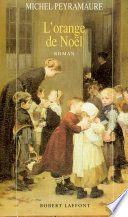 MICHEL PEYRAMAURE
L'orange
de Noël
ROMAN
ROBERT LAFFONT